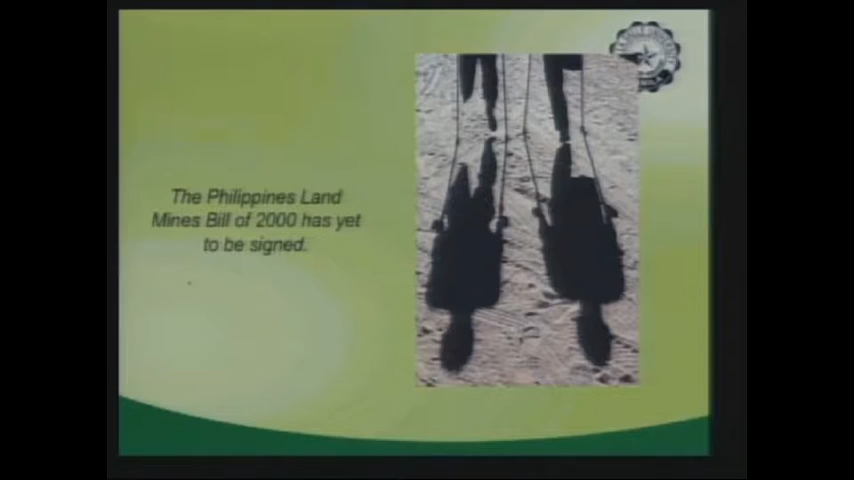 The Philippines Land
Mines Bill of 2000 has yet
to be signed.